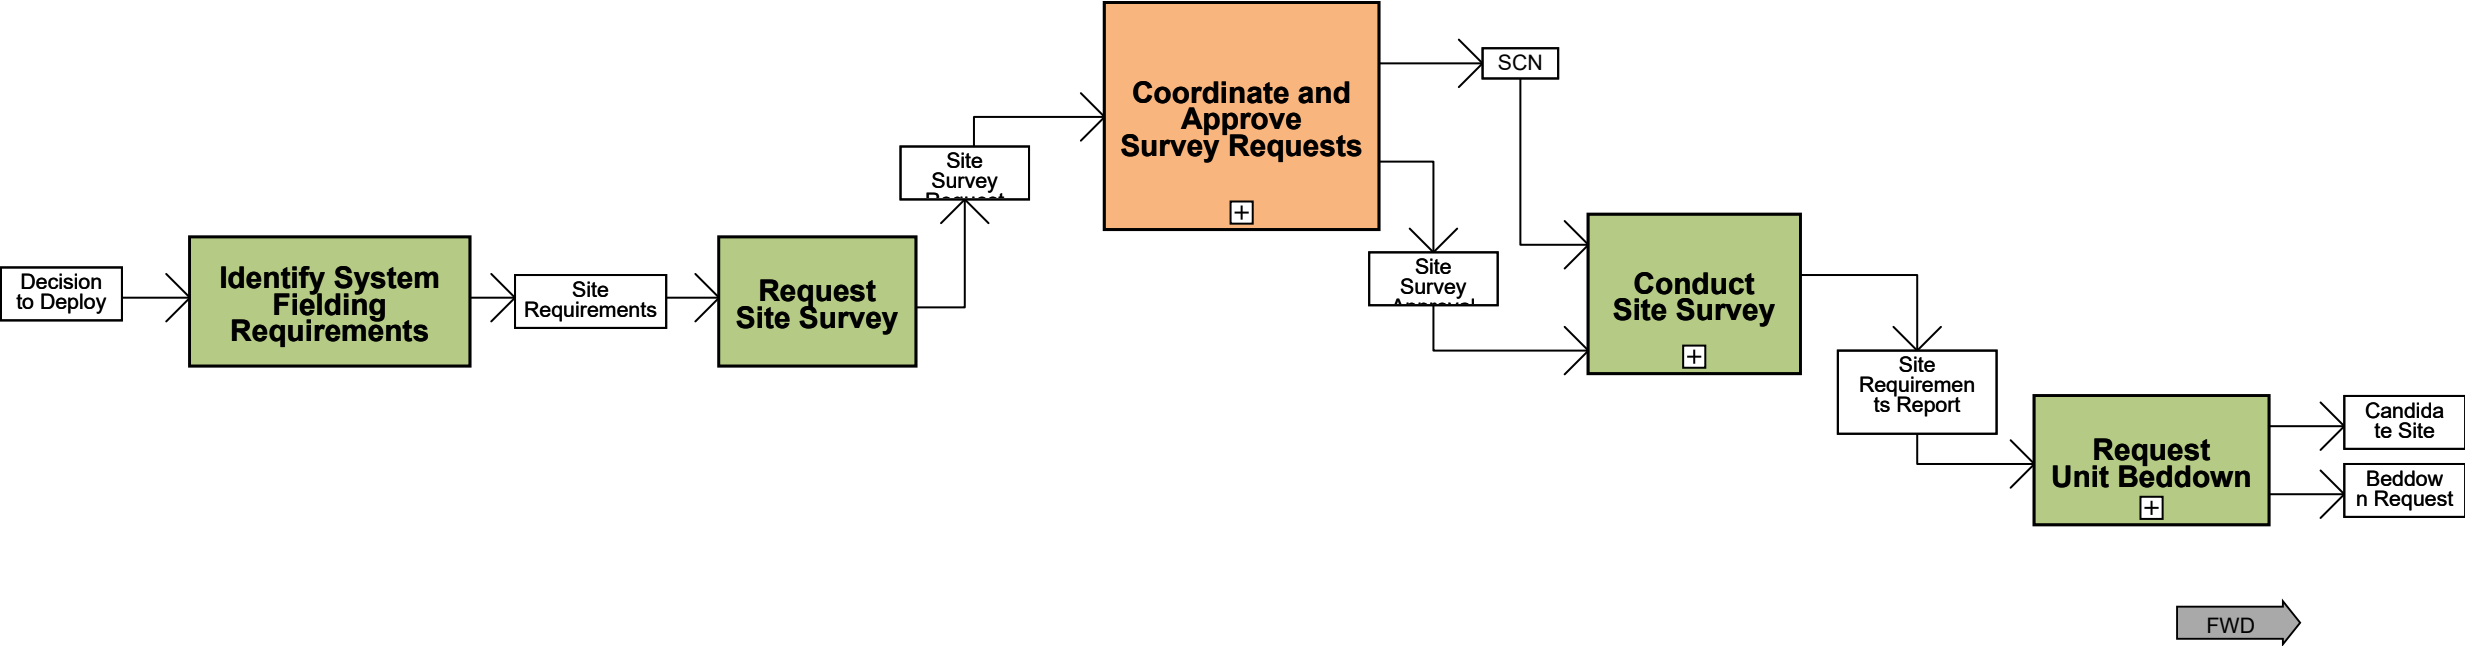 Decision
to Deploy
Identify System
Fielding
Requirements
Site
Requirements
Request
Site Survey
Site
Survey
Request
Coordinate and
Approve
Survey Requests
SCN
Site
Survey
Approval
Conduct
Site Survey
Site
Requiremen
ts Report
Request
Unit Beddown
Candida
te Site
Beddow
n Request
FWD